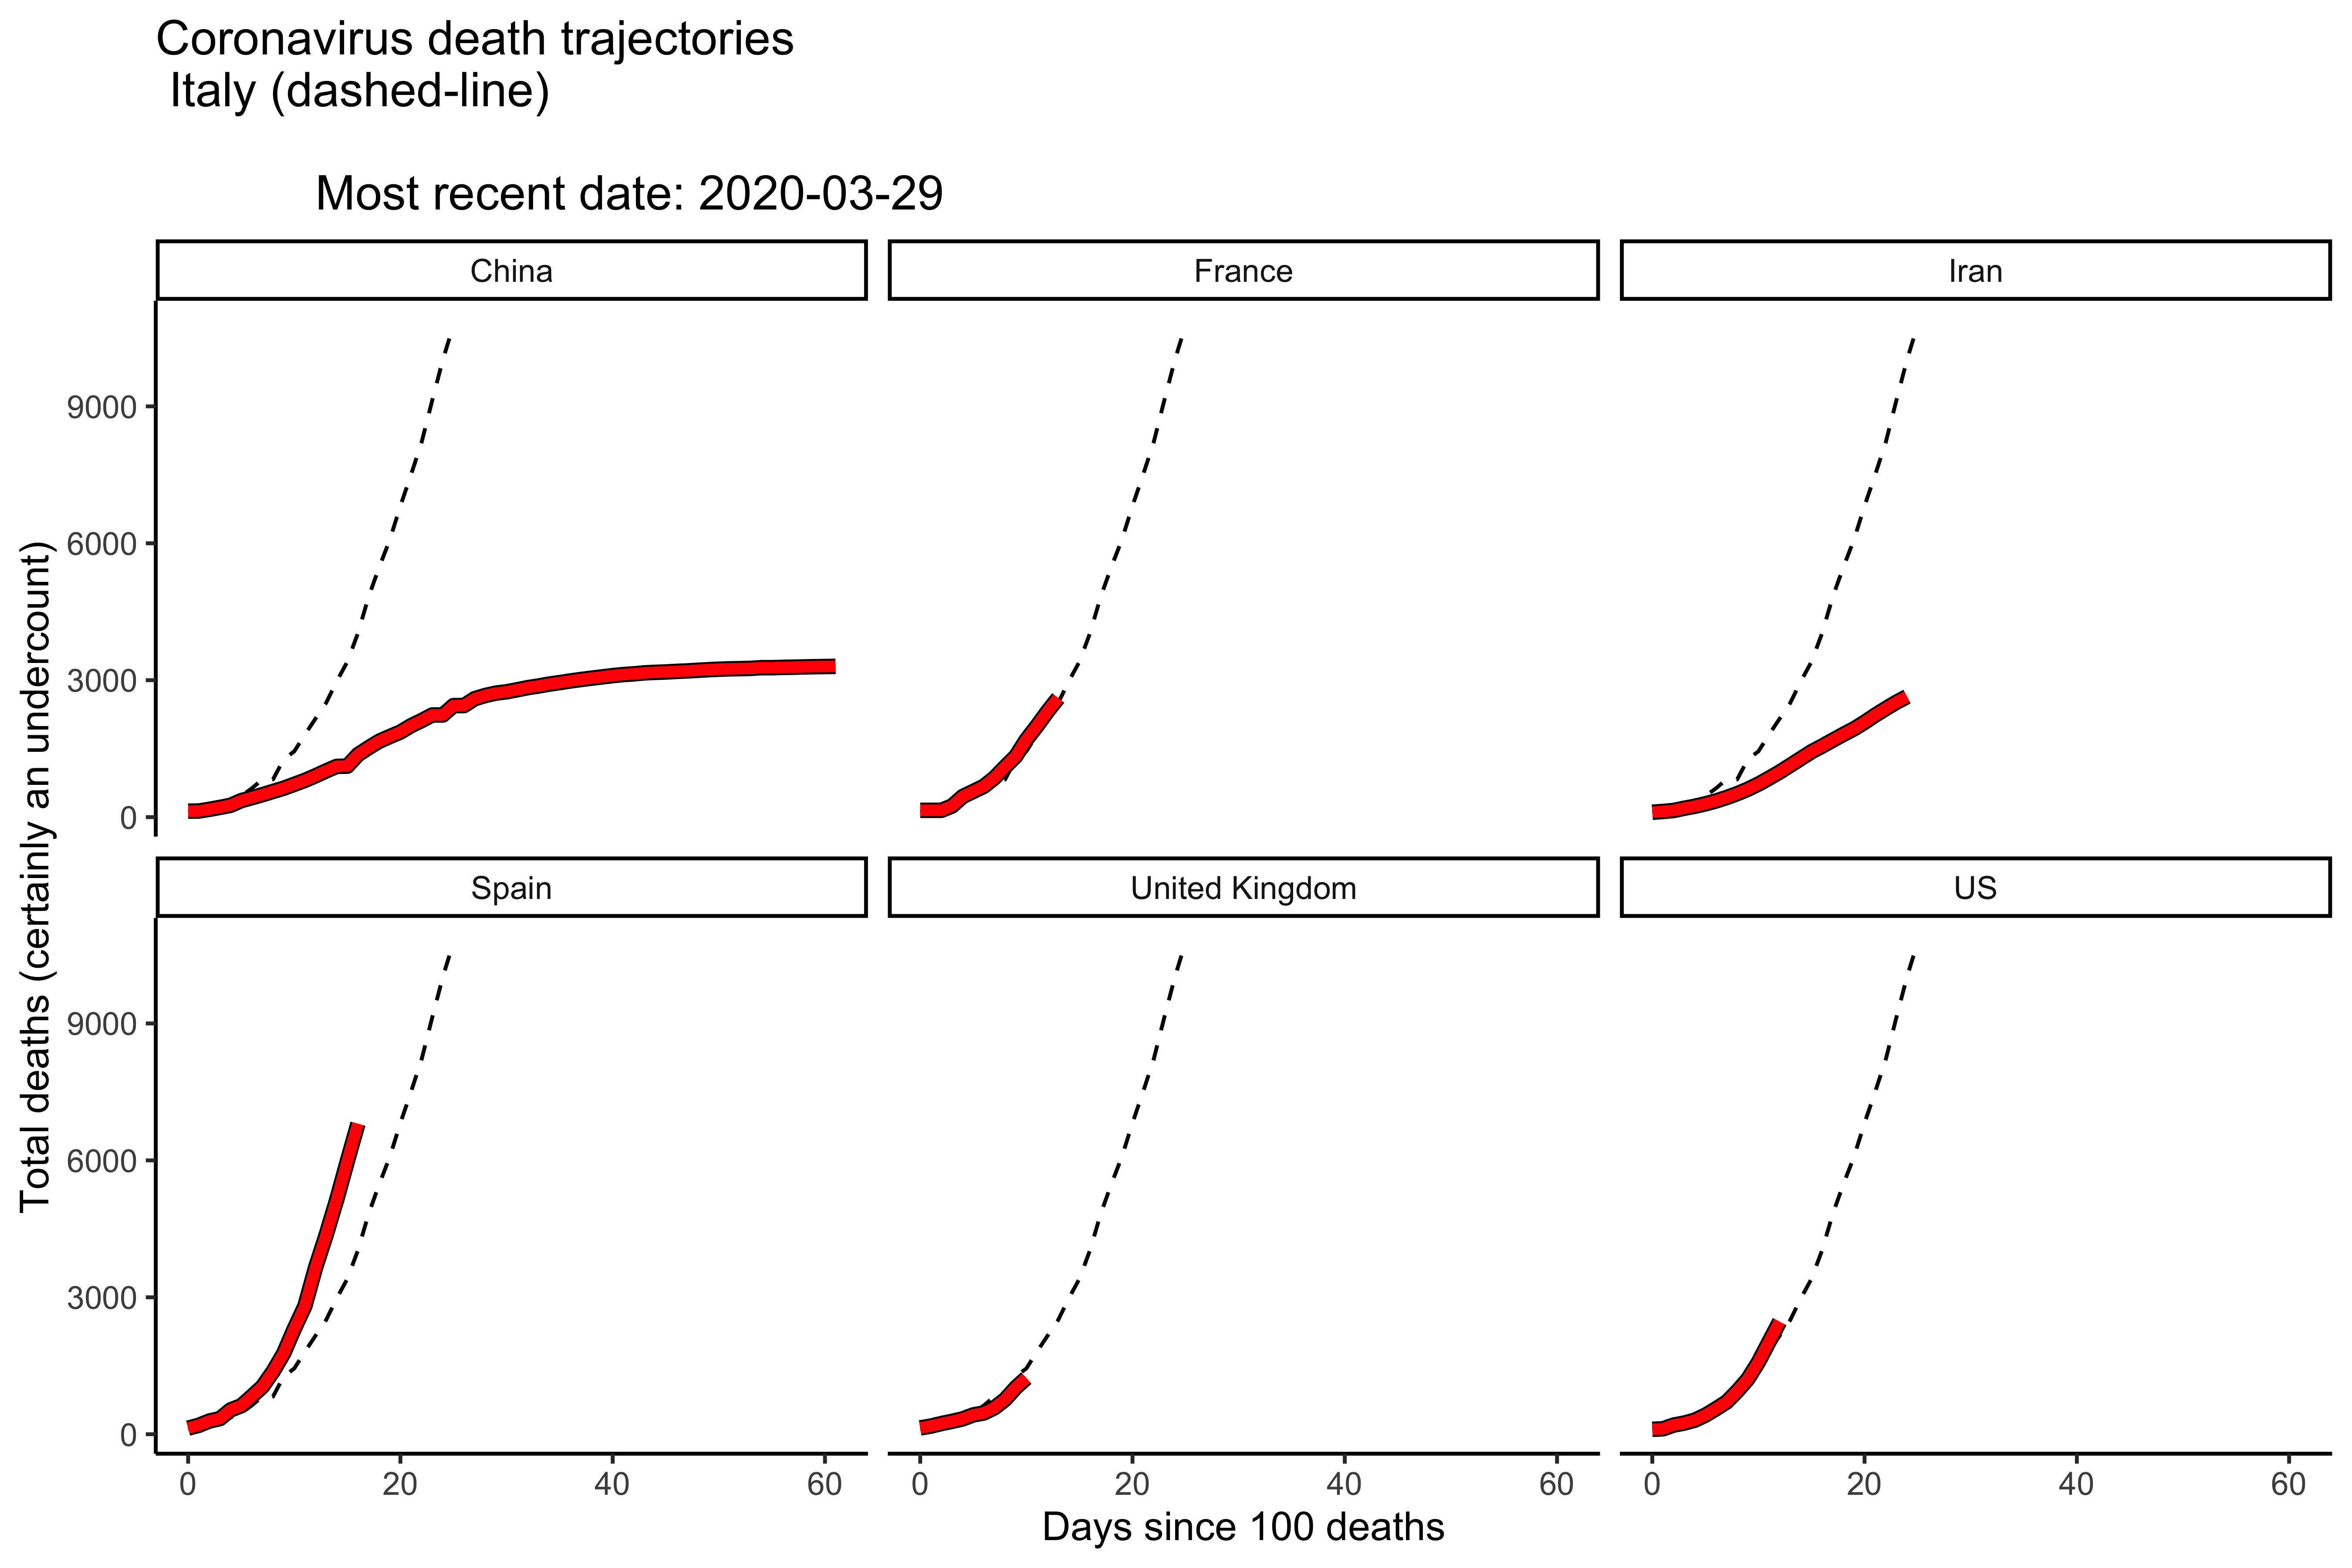 Coronavirus death trajectories
Italy (dashed-line)
Most recent date: 2020-03-29
China
France
Iran
9000
6000
3000
0
Spain
United Kingdom
US
9000
6000
3000
0
0 20 40 60
0 20 40 60
0 20 40 60
Days since 100 deaths
Total deaths (certainly an undercount)